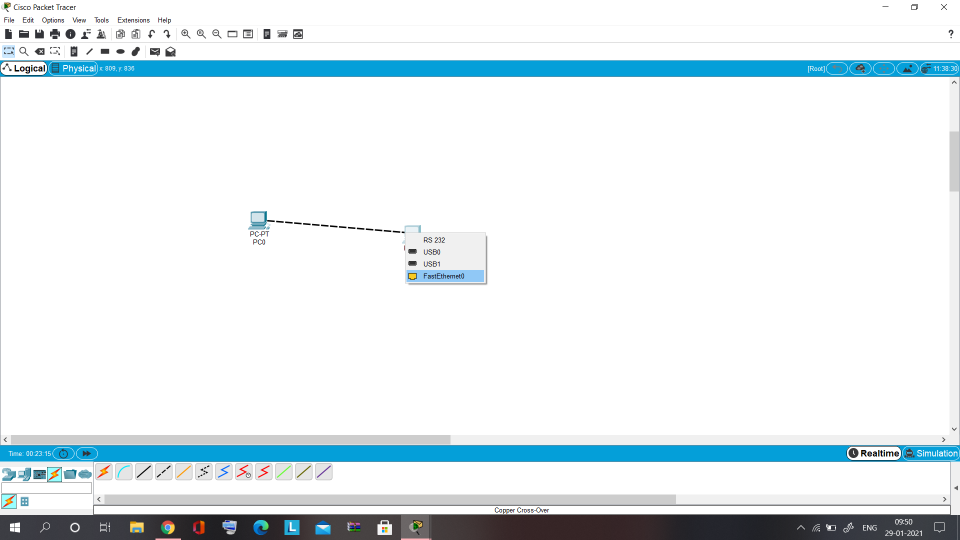 Cisco Packet Tracer
File Edit Options View Tools Extensions Help
?
Logical Physical x: 809, y: 836 [Root] 11:38:30
PC-PT
PC0
RS 232
USB0
USB1
FastEthernet0
Time: 00:23:15 Realtime Simulation
Copper Cross-Over
L ENG 09:50
29-01-2021